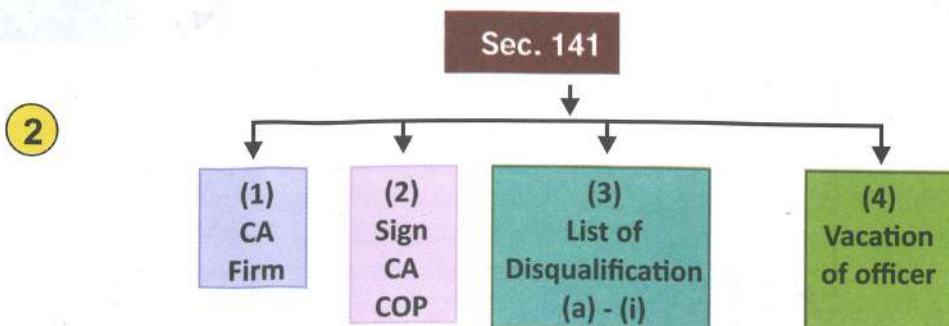 Sec. 141
2
(1)
CA
Firm
(2)
Sign
CA
COP
(3)
List of
Disqualification
(a) - (i)
(4)
Vacation
of officer